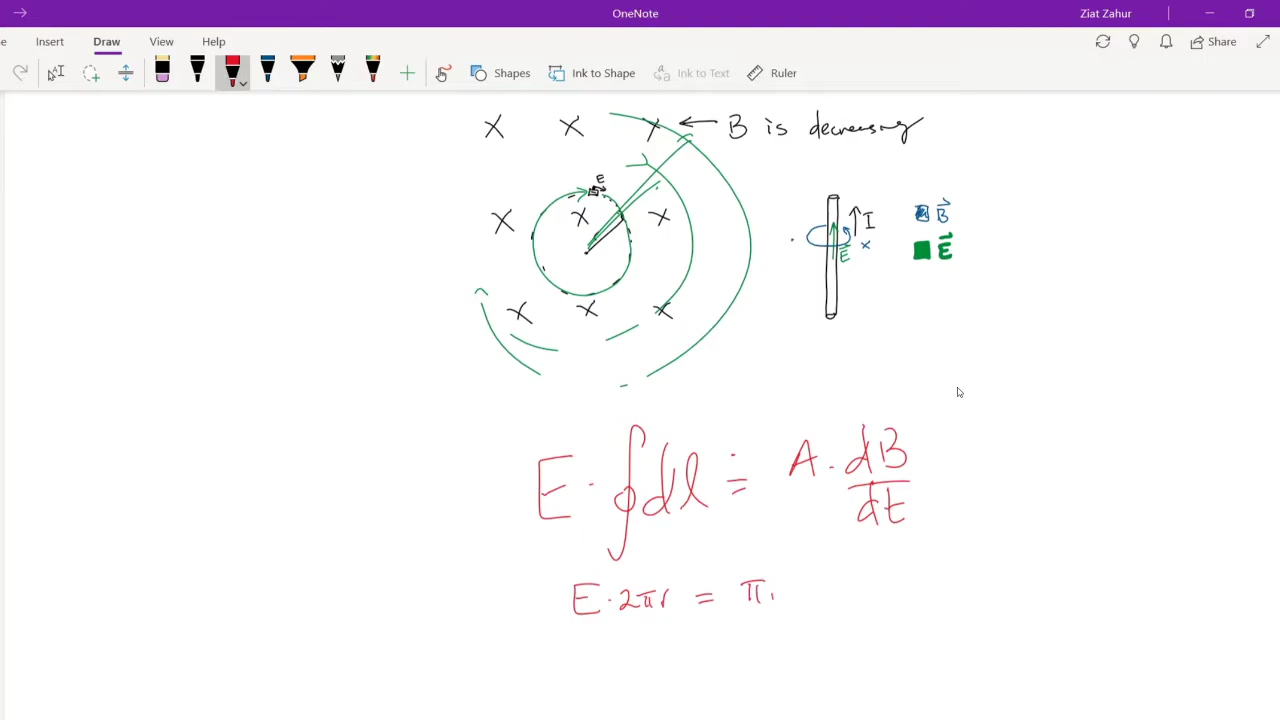 OneNote
Ziat Zahur
Insert Draw View Help
Share
Shapes Ink to Shape Ink to Text Ruler
X X X ← B is decreasing
E
X X X
X X X
I
E
x
B
E
E · ∮ dl = A · dB/dt
E · 2πr = π